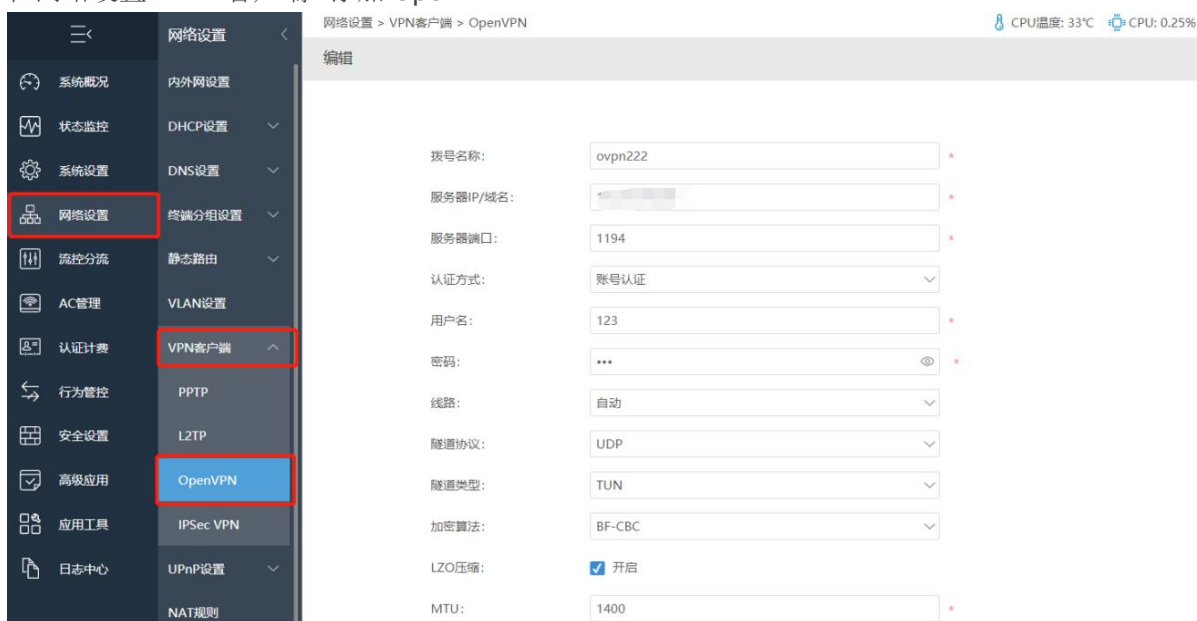 网络设置 > VPN客户端 > OpenVPN
CPU温度: 33℃
CPU: 0.25%
网络设置
编辑
系统概况
状态监控
系统设置
网络设置
流控分流
AC管理
认证计费
行为管控
安全设置
高级应用
应用工具
日志中心
内外网设置
DHCP设置
DNS设置
终端分组设置
静态路由
VLAN设置
VPN客户端
PPTP
L2TP
OpenVPN
IPSec VPN
UPnP设置
NAT规则
拨号名称: ovpn222 *
服务器IP/域名: *
服务器端口: 1194 *
认证方式: 账号认证
用户名: 123 *
密码: ••• *
线路: 自动
隧道协议: UDP
隧道类型: TUN
加密算法: BF-CBC
LZO压缩: 开启
MTU: 1400 *